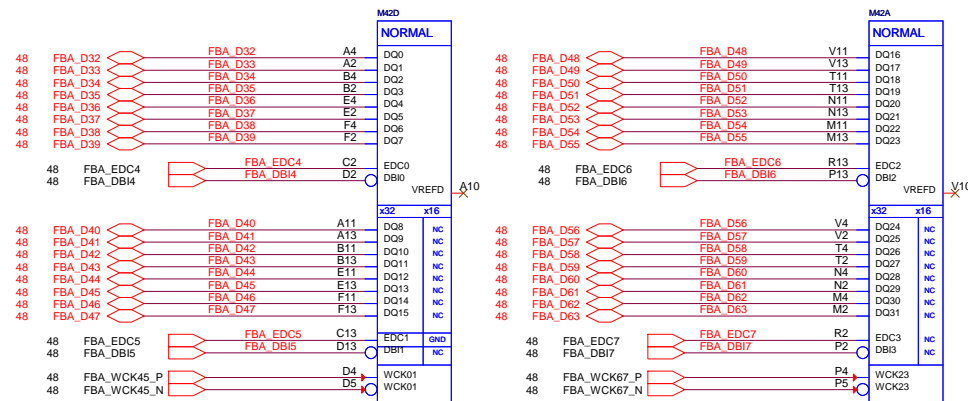 M42D
NORMAL
48 FBA_D32 FBA_D32 A4 DQ0
48 FBA_D33 FBA_D33 A2 DQ1
48 FBA_D34 FBA_D34 B4 DQ2
48 FBA_D35 FBA_D35 B2 DQ3
48 FBA_D36 FBA_D36 E4 DQ4
48 FBA_D37 FBA_D37 E2 DQ5
48 FBA_D38 FBA_D38 F4 DQ6
48 FBA_D39 FBA_D39 F2 DQ7
48 FBA_EDC4 FBA_EDC4 C2 EDC0
48 FBA_DBI4 FBA_DBI4 D2 DBI0
VREFD A10
x32 x16
48 FBA_D40 FBA_D40 A11 DQ8 NC
48 FBA_D41 FBA_D41 A13 DQ9 NC
48 FBA_D42 FBA_D42 B11 DQ10 NC
48 FBA_D43 FBA_D43 B13 DQ11 NC
48 FBA_D44 FBA_D44 E11 DQ12 NC
48 FBA_D45 FBA_D45 E13 DQ13 NC
48 FBA_D46 FBA_D46 F11 DQ14 NC
48 FBA_D47 FBA_D47 F13 DQ15 NC
48 FBA_EDC5 FBA_EDC5 C13 EDC1 GND
48 FBA_DBI5 FBA_DBI5 D13 DBI1 NC
48 FBA_WCK45_P D4 WCK01
48 FBA_WCK45_N D5 WCK01
M42A
NORMAL
48 FBA_D48 FBA_D48 V11 DQ16
48 FBA_D49 FBA_D49 V13 DQ17
48 FBA_D50 FBA_D50 T11 DQ18
48 FBA_D51 FBA_D51 T13 DQ19
48 FBA_D52 FBA_D52 N11 DQ20
48 FBA_D53 FBA_D53 N13 DQ21
48 FBA_D54 FBA_D54 M11 DQ22
48 FBA_D55 FBA_D55 M13 DQ23
48 FBA_EDC6 FBA_EDC6 R13 EDC2
48 FBA_DBI6 FBA_DBI6 P13 DBI2
VREFD V10
x32 x16
48 FBA_D56 FBA_D56 V4 DQ24 NC
48 FBA_D57 FBA_D57 V2 DQ25 NC
48 FBA_D58 FBA_D58 T4 DQ26 NC
48 FBA_D59 FBA_D59 T2 DQ27 NC
48 FBA_D60 FBA_D60 N4 DQ28 NC
48 FBA_D61 FBA_D61 N2 DQ29 NC
48 FBA_D62 FBA_D62 M4 DQ30 NC
48 FBA_D63 FBA_D63 M2 DQ31 NC
48 FBA_EDC7 FBA_EDC7 R2 EDC3 NC
48 FBA_DBI7 FBA_DBI7 P2 DBI3 NC
48 FBA_WCK67_P P4 WCK23
48 FBA_WCK67_N P5 WCK23